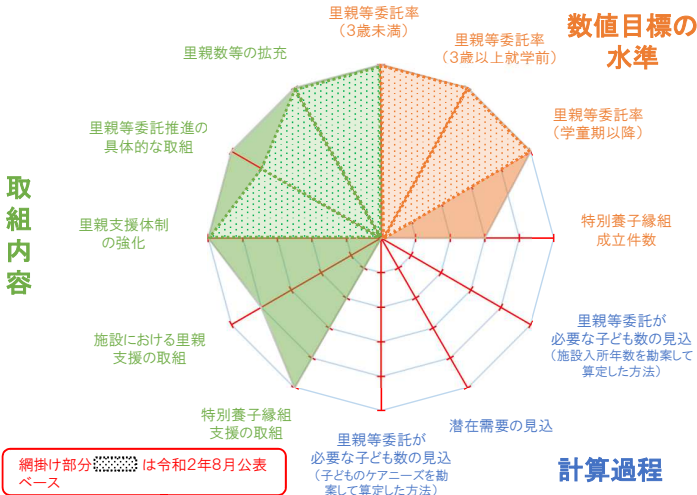 里親等委託率
（３歳未満）
里親等委託率
（３歳以上就学前）
数値目標の
水準
里親数等の拡充
里親等委託率
（学童期以降）
里親等委託推進の
具体的な取組
取組内容
里親支援体制
の強化
特別養子縁組
成立件数
施設における里親
支援の取組
里親等委託が
必要な子ども数の見込
（施設入所年数を勘案して
算定した方法）
特別養子縁組
支援の取組
潜在需要の見込
里親等委託が
必要な子ども数の見込
（子どものケアニーズを勘
案して算定した方法）
計算過程
網掛け部分 は令和２年８月公表
ベース